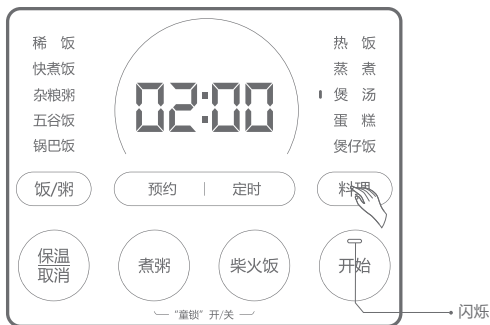 稀 饭
快煮饭
杂粮粥
五谷饭
锅巴饭
02:00
热 饭
蒸 煮
煲 汤
蛋 糕
煲仔饭
饭/粥
预约 | 定时
料理
保温
取消
煮粥
柴火饭
开始
“童锁” 开/关
闪烁